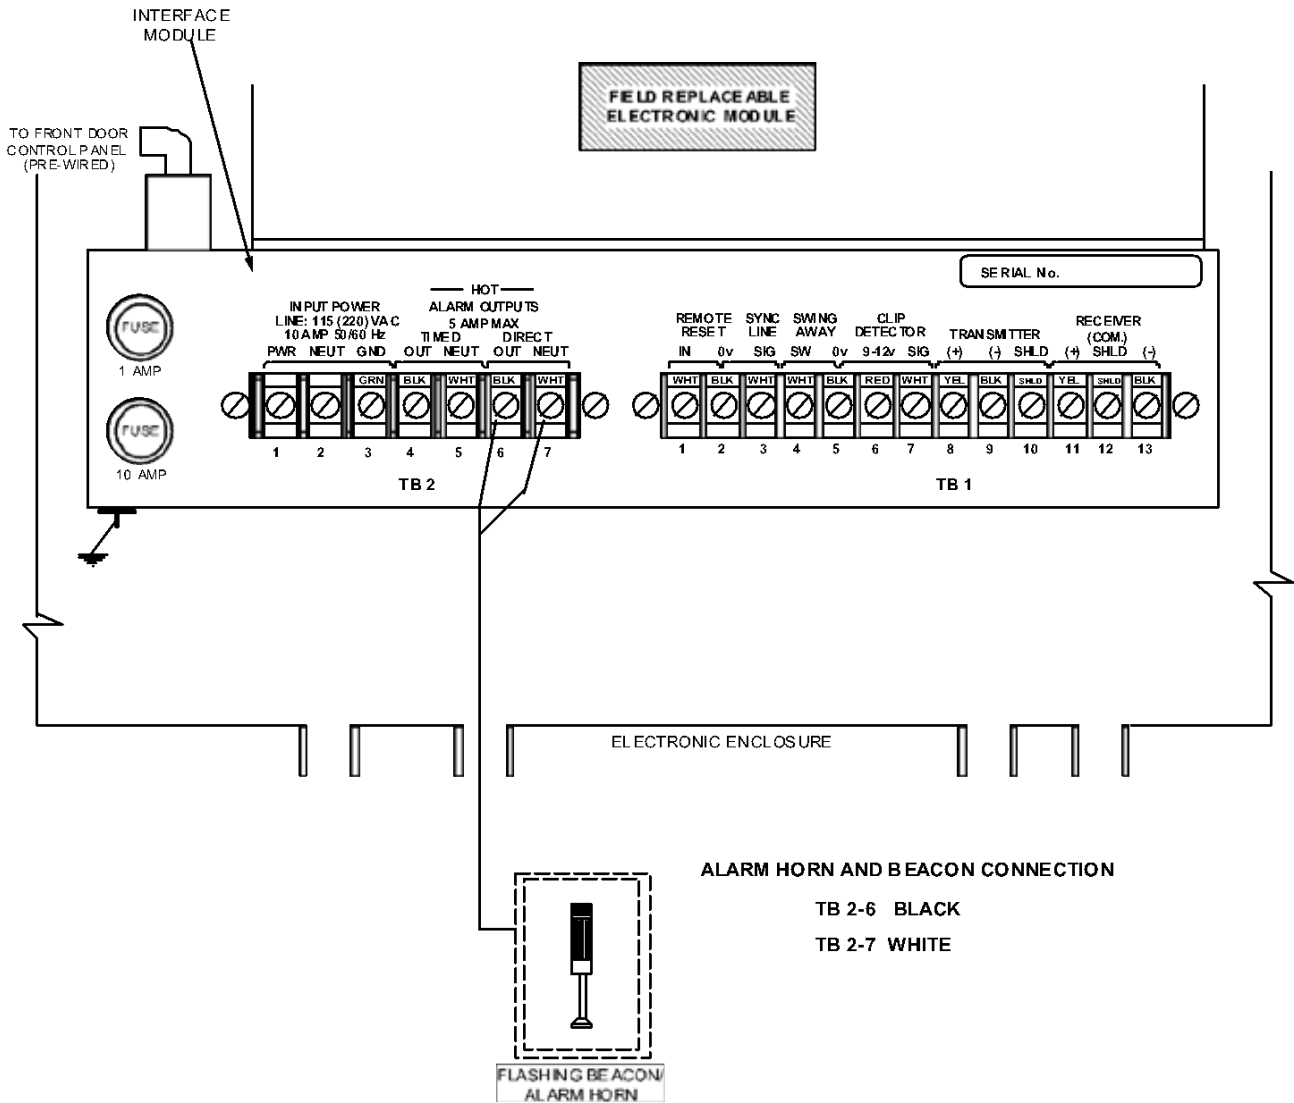 INTERFACE
MODULE
FIELD REPLACEABLE
ELECTRONIC MODULE
TO FRONT DOOR
CONTROL PANEL
(PRE-WIRED)
SERIAL No.
FUSE
1 AMP
FUSE
10 AMP
INPUT POWER
LINE: 115 (220) VAC
10 AMP 50/60 Hz
PWR NEUT GND
HOT
ALARM OUTPUTS
5 AMP MAX
TIMED DIRECT
OUT NEUT OUT NEUT
GRN BLK WHT BLK WHT
1 2 3 4 5 6 7
TB 2
REMOTE
RESET
IN 0v
SYNC
LINE
SIG
SWING
AWAY
SW 0v
CLIP
DETECTOR
9-12v SIG
TRANSMITTER
(+) (-) SHLD
RECEIVER
(COM.)
(+) SHLD (-)
WHT BLK WHT WHT BLK RED WHT YEL BLK SHLD YEL SHLD BLK
1 2 3 4 5 6 7 8 9 10 11 12 13
TB 1
ELECTRONIC ENCLOSURE
ALARM HORN AND BEACON CONNECTION
TB 2-6 BLACK
TB 2-7 WHITE
FLASHING BEACON/
ALARM HORN